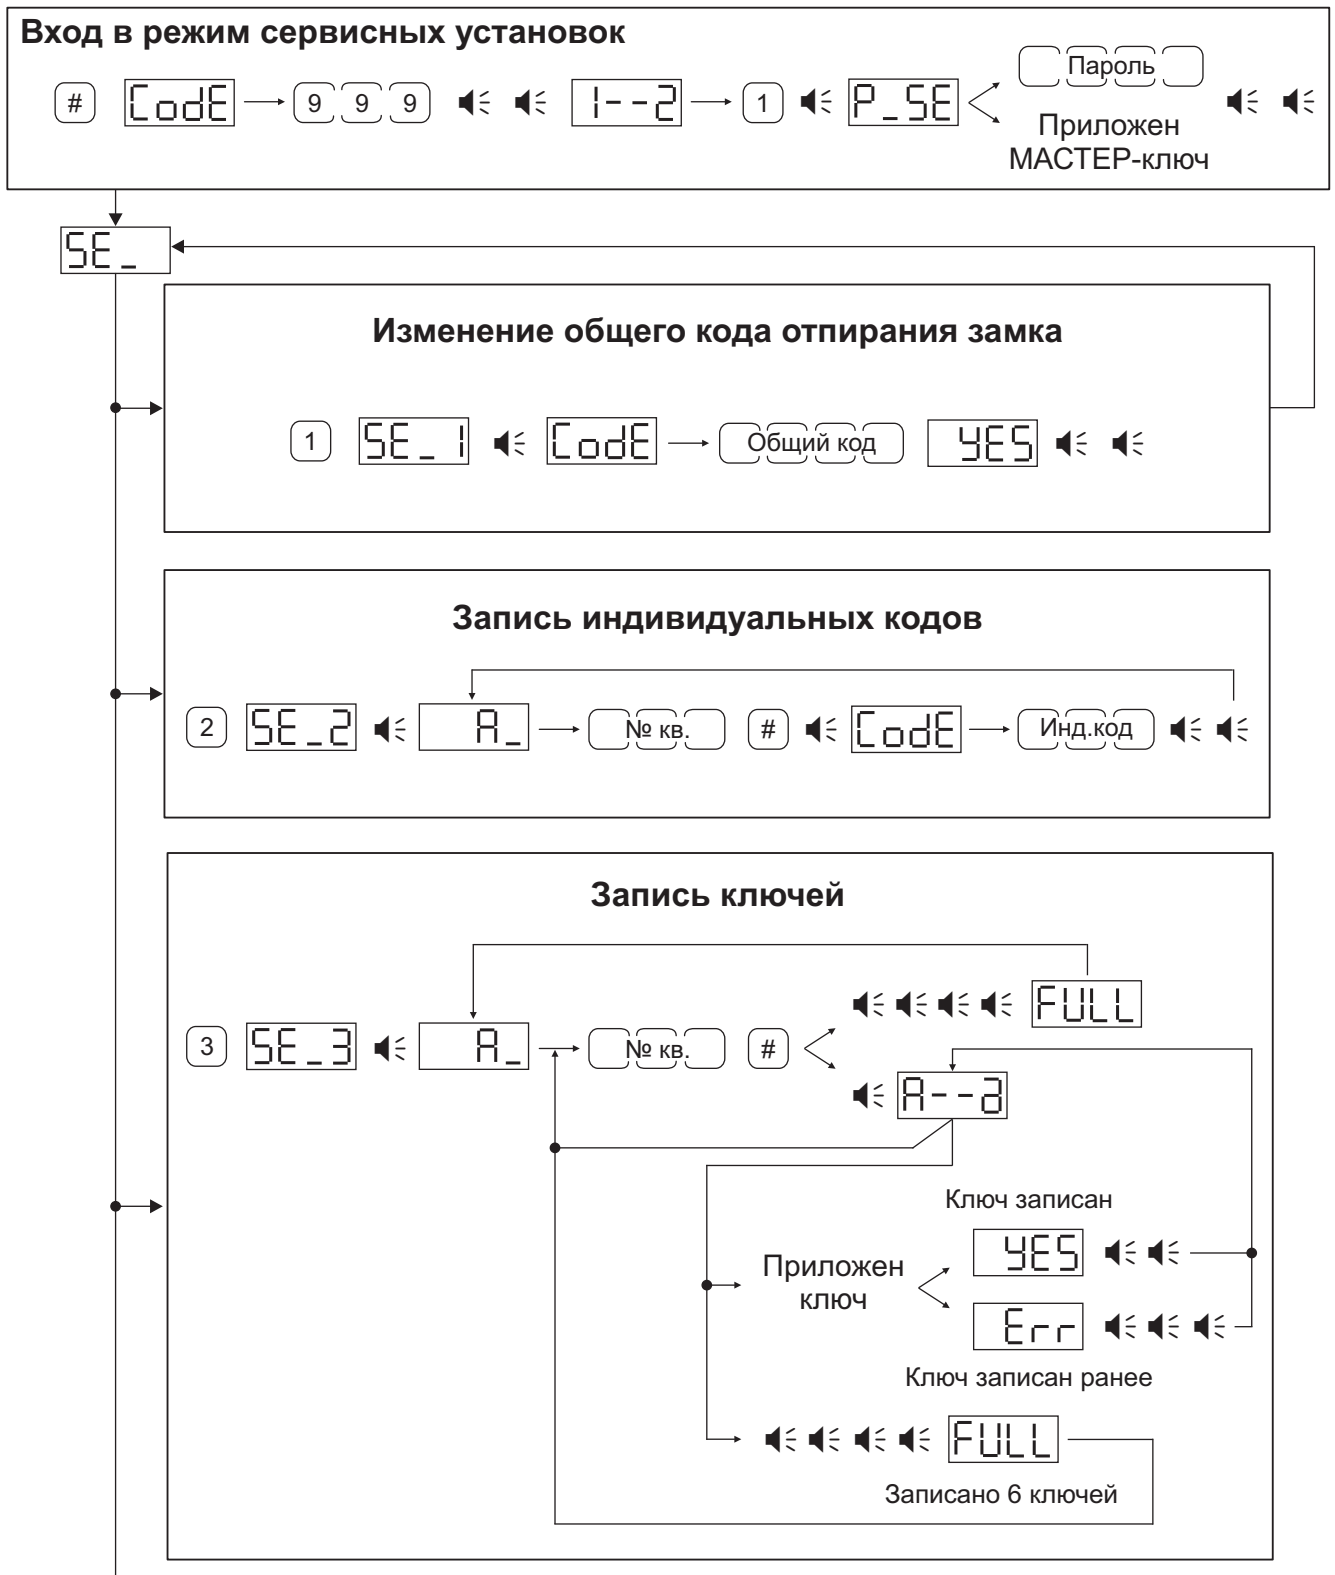 Вход в режим сервисных установок
# CodE 9 9 9 1--2 1 P_SE Пароль
Приложен
МАСТЕР-ключ
SE_
Изменение общего кода отпирания замка
1 SE_1 CodE Общий код YES
Запись индивидуальных кодов
2 SE_2 A_ № кв. # CodE Инд.код
Запись ключей
FULL
3 SE_3 A_ № кв. #
A--a
Ключ записан
YES
Приложен
ключ
Err
Ключ записан ранее
FULL
Записано 6 ключей